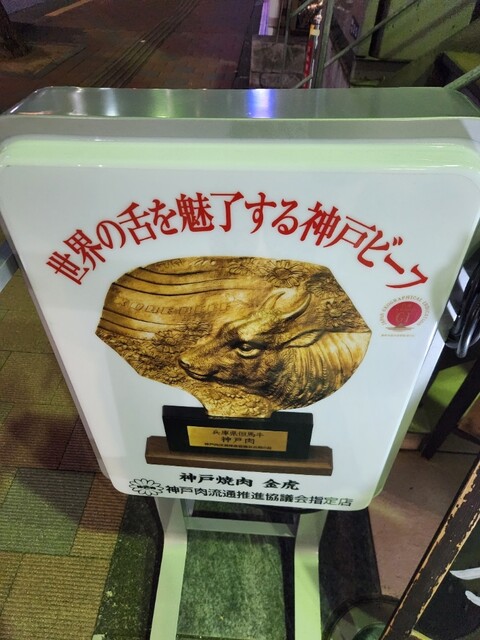 世界の舌を魅了する神戸ビーフ
GI
兵庫県但馬牛
神戸肉
神戸焼肉 金虎
神戸肉流通推進協議会指定店